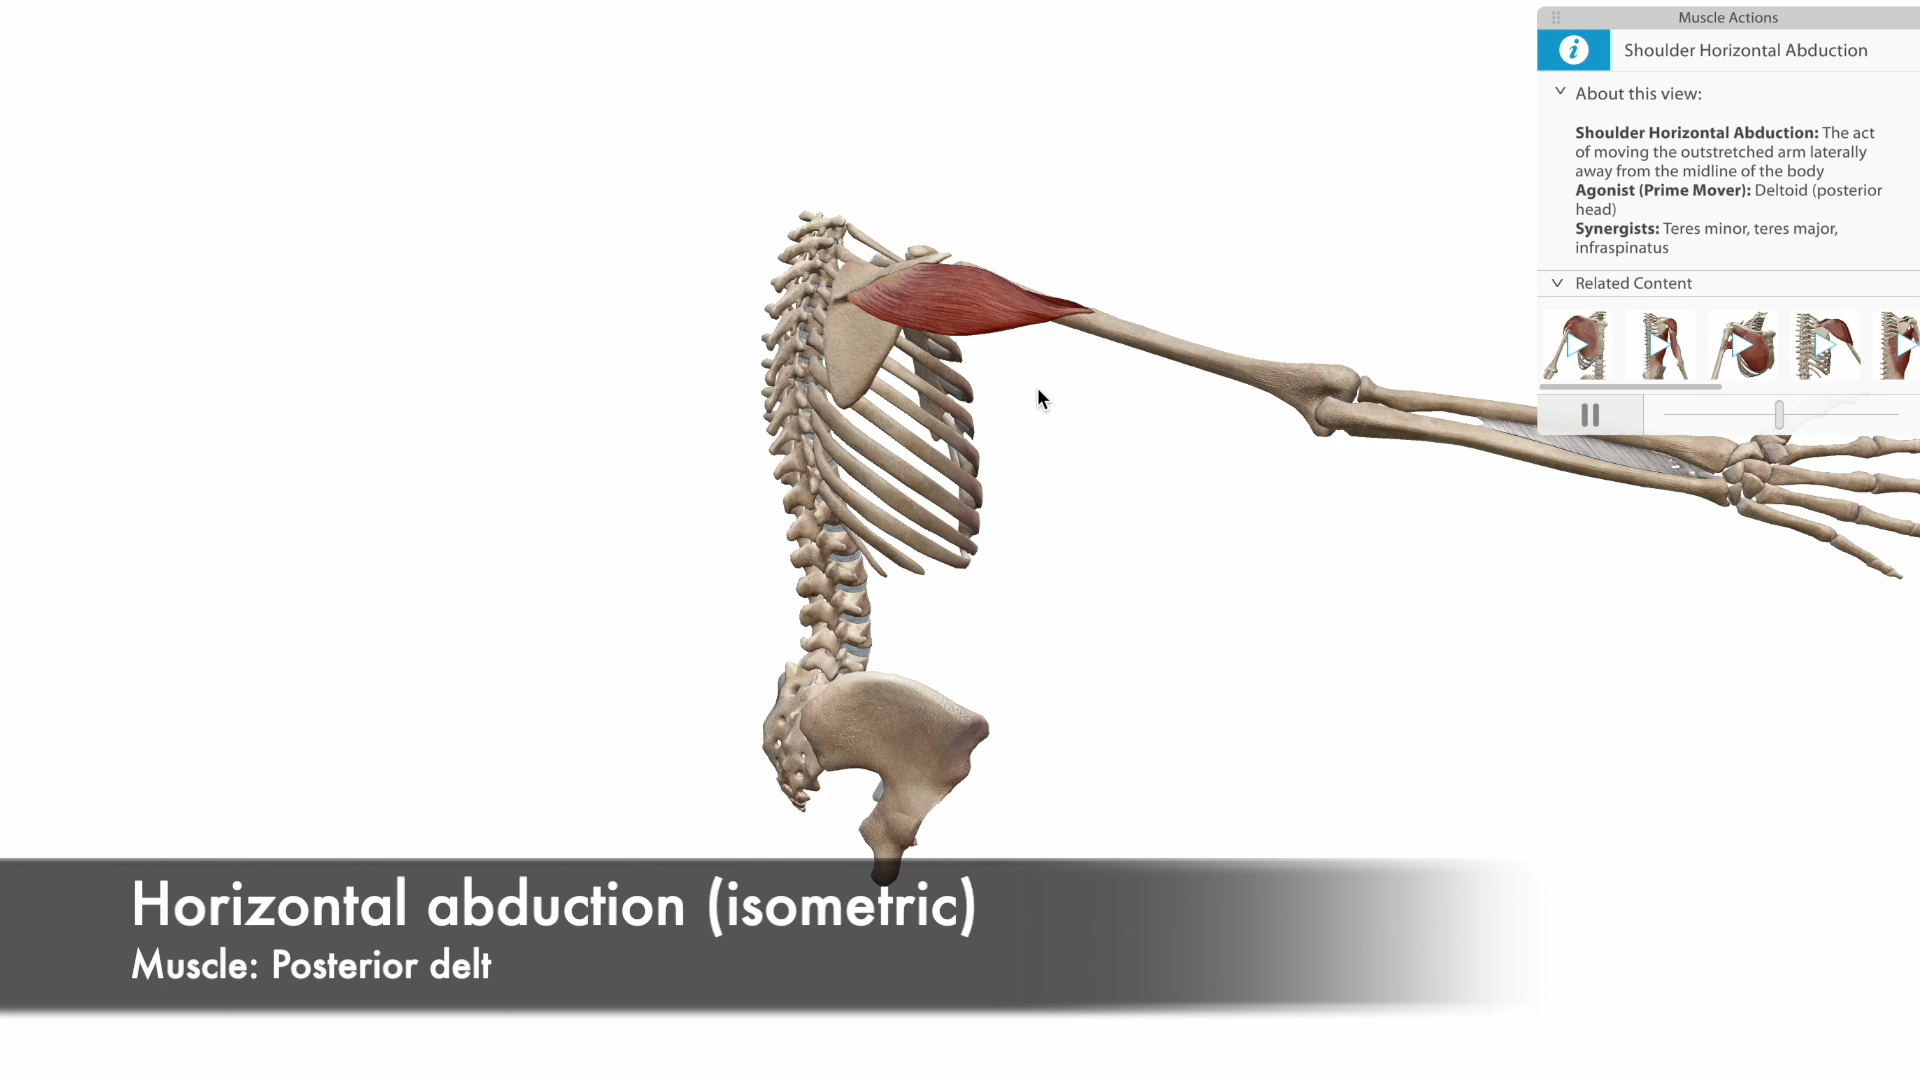 Muscle Actions
Shoulder Horizontal Abduction
About this view:
Shoulder Horizontal Abduction: The act
of moving the outstretched arm laterally
away from the midline of the body
Agonist (Prime Mover): Deltoid (posterior
head)
Synergists: Teres minor, teres major,
infraspinatus
Related Content
Horizontal abduction (isometric)
Muscle: Posterior delt